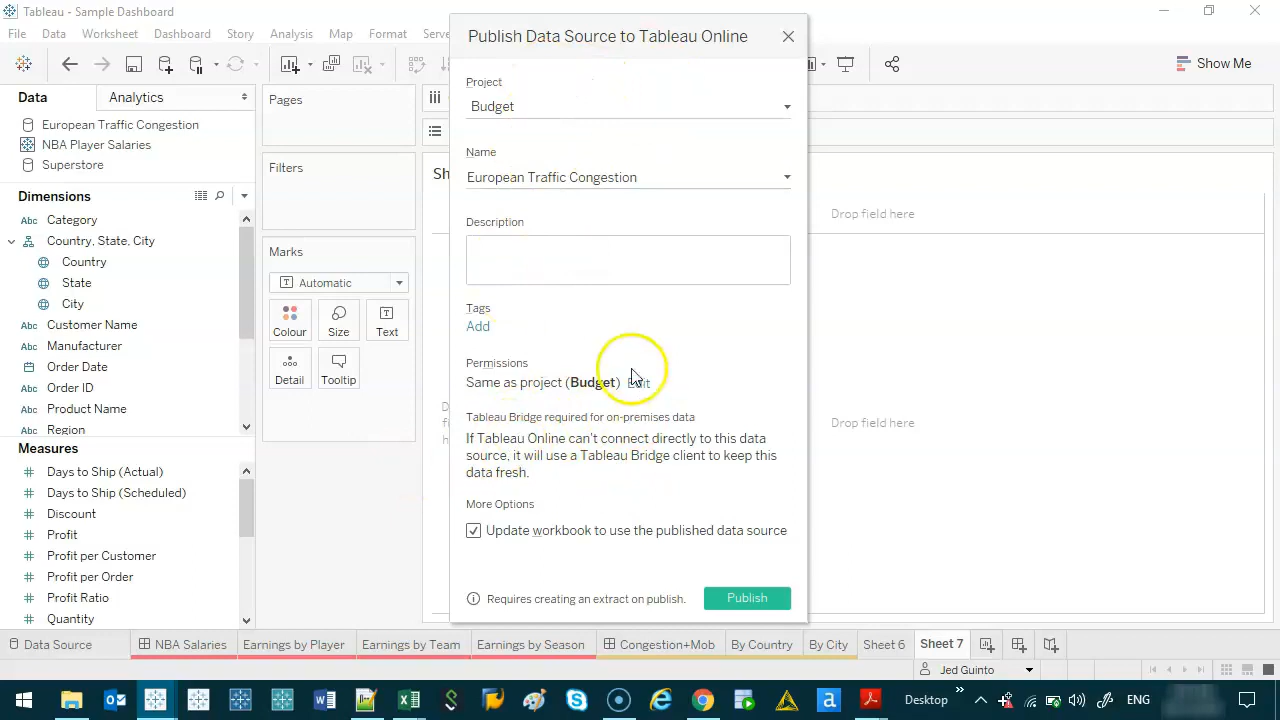 Tableau - Sample Dashboard
File Data Worksheet Dashboard Story Analysis Map Format
Show Me
Data
Analytics
European Traffic Congestion
NBA Player Salaries
Superstore
Dimensions
Abc Category
Country, State, City
Country
State
City
Abc Customer Name
Abc Manufacturer
Order Date
Abc Order ID
Abc Product Name
Abc Region
Measures
# Days to Ship (Actual)
# Days to Ship (Scheduled)
# Discount
# Profit
# Profit per Customer
# Profit per Order
# Profit Ratio
# Quantity
Pages
Filters
Marks
T Automatic
Colour
Size
T Text
Detail
Tooltip
Publish Data Source to Tableau Online
Project
Budget
Name
European Traffic Congestion
Description
Tags
Add
Permissions
Same as project (Budget) Edit
Tableau Bridge required for on-premises data
If Tableau Online can't connect directly to this data
source, it will use a Tableau Bridge client to keep this
data fresh.
More Options
Update workbook to use the published data source
Requires creating an extract on publish.
Publish
Drop field here
Drop field here
Data Source
NBA Salaries
Earnings by Player
Earnings by Team
Earnings by Season
Congestion+Mob
By Country
By City
Sheet 6
Sheet 7
Jed Guinto
Desktop
ENG